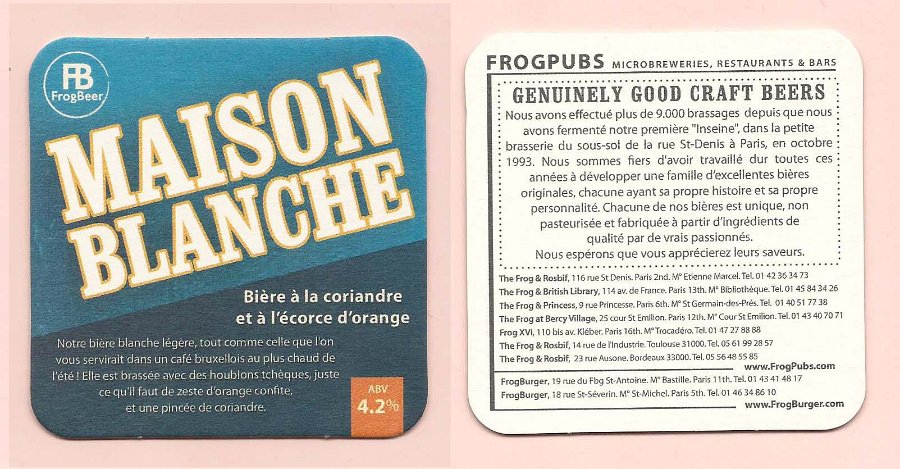 FB
FrogBeer
MAISON
BLANCHE
Bière à la coriandre
et à l'écorce d'orange
Notre bière blanche légère, tout comme celle que l'on
vous servirait dans un café bruxellois au plus chaud de
l'été ! Elle est brassée avec des houblons tchèques, juste
ce qu'il faut de zeste d'orange confite,
et une pincée de coriandre.
ABV
4.2%
FROGPUBS MICROBREWERIES, RESTAURANTS & BARS
GENUINELY GOOD CRAFT BEERS
Nous avons effectué plus de 9.000 brassages depuis que nous
avons fermenté notre première "Inseine", dans la petite
brasserie du sous-sol de la rue St-Denis à Paris, en octobre
1993. Nous sommes fiers d'avoir travaillé dur toutes ces
années à développer une famille d'excellentes bières
originales, chacune ayant sa propre histoire et sa propre
personnalité. Chacune de nos bières est unique, non
pasteurisée et fabriquée à partir d'ingrédients de
qualité par de vrais passionnés.
Nous espérons que vous apprécierez leurs saveurs.
The Frog & Rosbif, 116 rue St Denis. Paris 2nd. M° Etienne Marcel. Tel. 01 42 36 34 73
The Frog & British Library, 114 av. de France. Paris 13th. M° Bibliothèque. Tel. 01 45 84 34 26
The Frog & Princess, 9 rue Princesse. Paris 6th. M° St Germain-des-Prés. Tel. 01 40 51 77 38
The Frog at Bercy Village, 25 cour St Emilion. Paris 12th. M° Cour St Emilion. Tel. 01 43 40 70 71
Frog XVI, 110 bis av. Kléber. Paris 16th. M° Trocadéro. Tel. 01 47 27 88 88
The Frog & Rosbif, 14 rue de l'Industrie. Toulouse 31000. Tel. 05 61 99 28 57
The Frog & Rosbif, 23 rue Ausone. Bordeaux 33000. Tel. 05 56 48 55 85
www.FrogPubs.com
FrogBurger, 19 rue du Fbg St-Antoine. M° Bastille. Paris 11th. Tel. 01 43 41 48 17
FrogBurger, 18 rue St-Séverin. M° St-Michel. Paris 5th. Tel. 01 46 34 86 10
www.FrogBurger.com